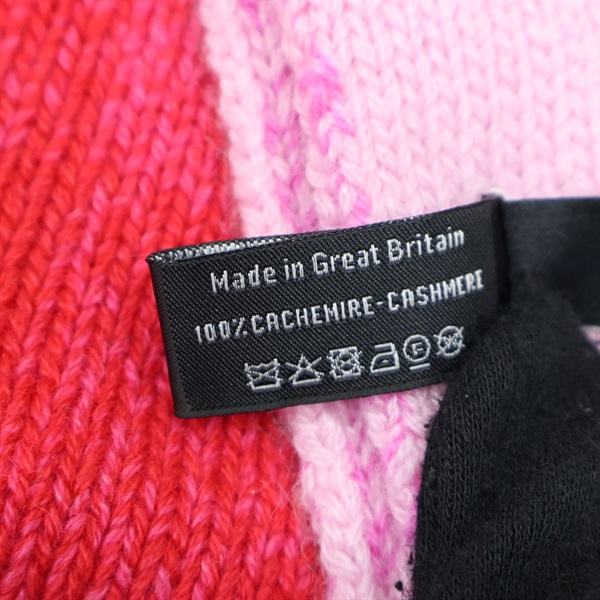 Made in Great Britain
100%CACHEMIRE-CASHMERE